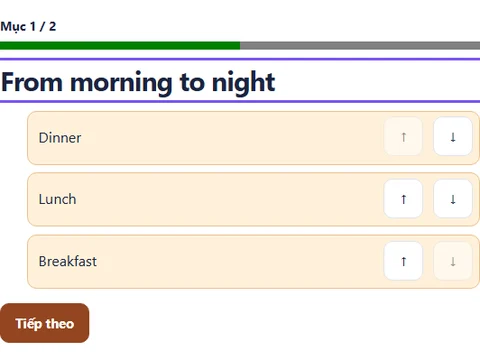 Mục 1 / 2
From morning to night
Dinner ↑ ↓
Lunch ↑ ↓
Breakfast ↑ ↓
Tiếp theo